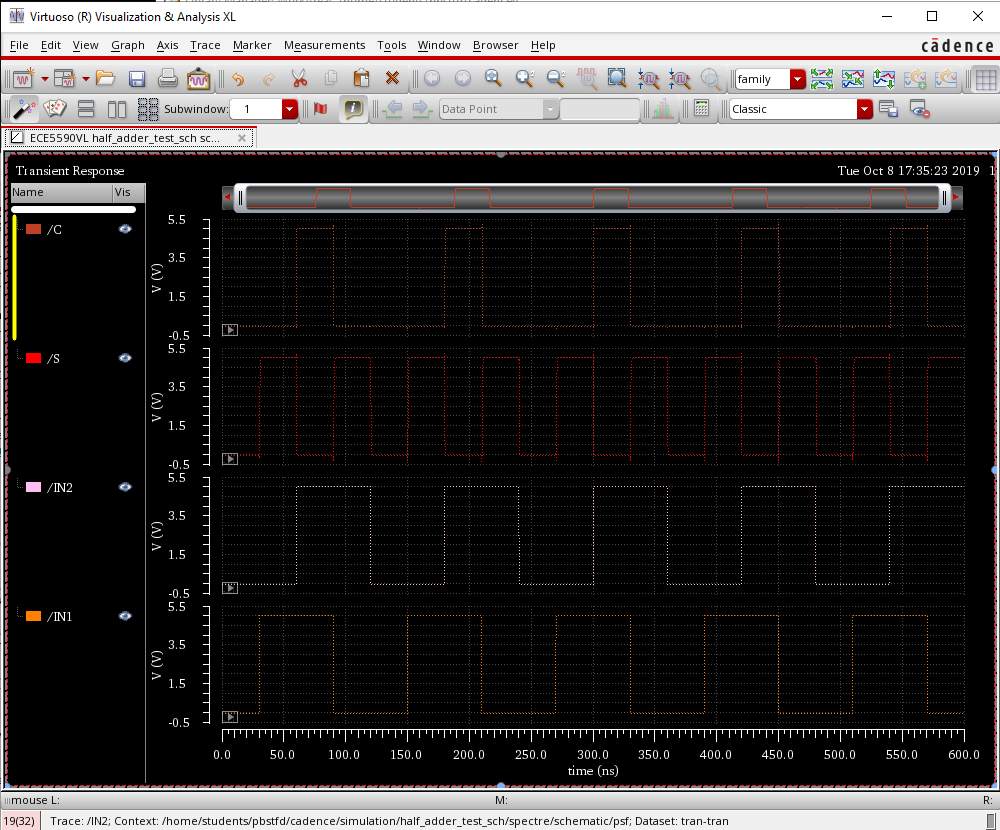 Virtuoso (R) Visualization & Analysis XL
File Edit View Graph Axis Trace Marker Measurements Tools Window Browser Help
cādence
family
Subwindow: 1
Data Point
Classic
ECE5590VL half_adder_test_sch sc...
Transient Response
Tue Oct 8 17:35:23 2019 1
Name Vis
/C
5.5
3.5
1.5
-0.5
V (V)
/S
5.5
3.5
1.5
-0.5
V (V)
/IN2
5.5
3.5
1.5
-0.5
V (V)
/IN1
5.5
3.5
1.5
-0.5
V (V)
0.0 50.0 100.0 150.0 200.0 250.0 300.0 350.0 400.0 450.0 500.0 550.0 600.0
time (ns)
mouse L: M: R:
19(32) Trace: /IN2; Context: /home/students/pbstfd/cadence/simulation/half_adder_test_sch/spectre/schematic/psf; Dataset: tran-tran